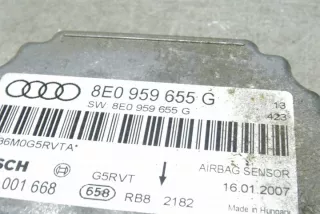 8E0 959 655 G
SW: 8E0 959 655 G
13
423
36M0G5RVTA*
SCH
.001 668
G5RVT
658
RB8 2182
AIRBAG SENSOR
16.01.2007
Made in Hungary